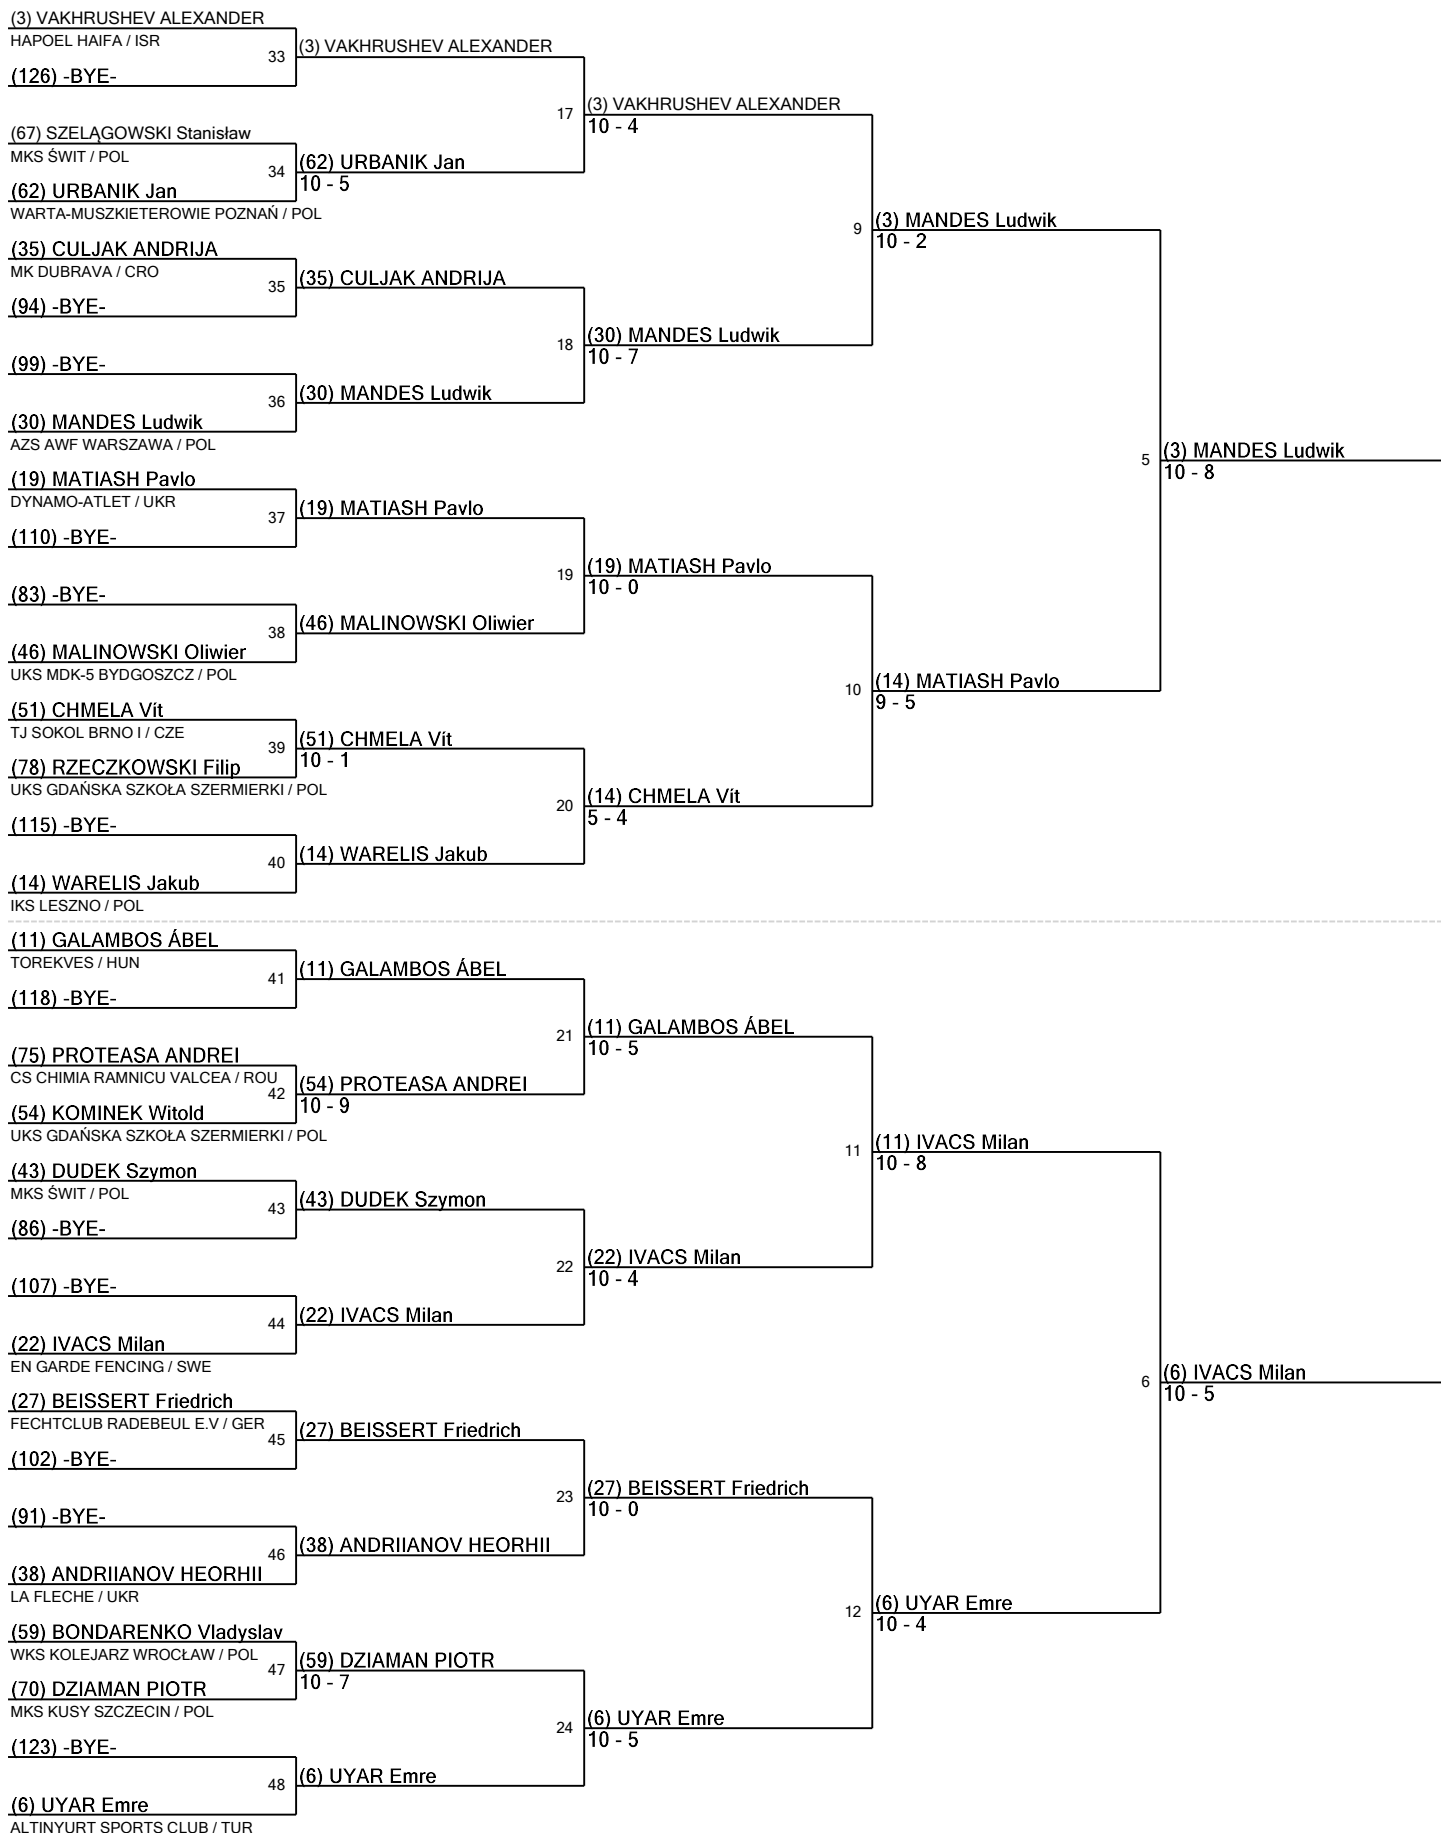 (3) VAKHRUSHEV ALEXANDER
HAPOEL HAIFA / ISR
33
(126) -BYE-
(3) VAKHRUSHEV ALEXANDER
(67) SZELĄGOWSKI Stanisław
MKS ŚWIT / POL
34
(62) URBANIK Jan
WARTA-MUSZKIETEROWIE POZNAŃ / POL
(62) URBANIK Jan
10 - 5
17
(3) VAKHRUSHEV ALEXANDER
10 - 4
(35) CULJAK ANDRIJA
MK DUBRAVA / CRO
35
(94) -BYE-
(35) CULJAK ANDRIJA
(99) -BYE-
36
(30) MANDES Ludwik
AZS AWF WARSZAWA / POL
(30) MANDES Ludwik
18
(30) MANDES Ludwik
10 - 7
9
(3) MANDES Ludwik
10 - 2
(19) MATIASH Pavlo
DYNAMO-ATLET / UKR
37
(110) -BYE-
(19) MATIASH Pavlo
(83) -BYE-
38
(46) MALINOWSKI Oliwier
UKS MDK-5 BYDGOSZCZ / POL
(46) MALINOWSKI Oliwier
19
(19) MATIASH Pavlo
10 - 0
(51) CHMELA Vít
TJ SOKOL BRNO I / CZE
39
(78) RZECZKOWSKI Filip
UKS GDAŃSKA SZKOŁA SZERMIERKI / POL
(51) CHMELA Vít
10 - 1
(115) -BYE-
40
(14) WARELIS Jakub
IKS LESZNO / POL
(14) WARELIS Jakub
20
(14) CHMELA Vít
5 - 4
10
(14) MATIASH Pavlo
9 - 5
5
(3) MANDES Ludwik
10 - 8
(11) GALAMBOS ÁBEL
TOREKVES / HUN
41
(118) -BYE-
(11) GALAMBOS ÁBEL
(75) PROTEASA ANDREI
CS CHIMIA RAMNICU VALCEA / ROU
42
(54) KOMINEK Witold
UKS GDAŃSKA SZKOŁA SZERMIERKI / POL
(54) PROTEASA ANDREI
10 - 9
21
(11) GALAMBOS ÁBEL
10 - 5
(43) DUDEK Szymon
MKS ŚWIT / POL
43
(86) -BYE-
(43) DUDEK Szymon
(107) -BYE-
44
(22) IVACS Milan
EN GARDE FENCING / SWE
(22) IVACS Milan
22
(22) IVACS Milan
10 - 4
11
(11) IVACS Milan
10 - 8
(27) BEISSERT Friedrich
FECHTCLUB RADEBEUL E.V / GER
45
(102) -BYE-
(27) BEISSERT Friedrich
(91) -BYE-
46
(38) ANDRIIANOV HEORHII
LA FLECHE / UKR
(38) ANDRIIANOV HEORHII
23
(27) BEISSERT Friedrich
10 - 0
(59) BONDARENKO Vladyslav
WKS KOLEJARZ WROCŁAW / POL
47
(70) DZIAMAN PIOTR
MKS KUSY SZCZECIN / POL
(59) DZIAMAN PIOTR
10 - 7
(123) -BYE-
48
(6) UYAR Emre
ALTINYURT SPORTS CLUB / TUR
(6) UYAR Emre
24
(6) UYAR Emre
10 - 5
12
(6) UYAR Emre
10 - 4
6
(6) IVACS Milan
10 - 5